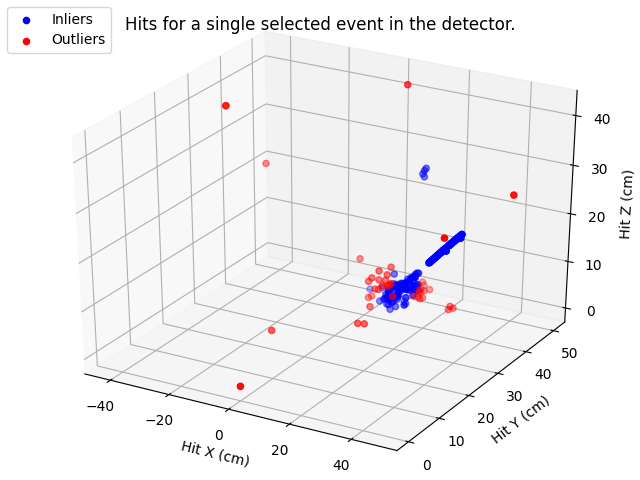 Hits for a single selected event in the detector.
Inliers
Outliers
−40
−20
0
20
40
Hit X (cm)
0
10
20
30
40
50
Hit Y (cm)
0
10
20
30
40
Hit Z (cm)